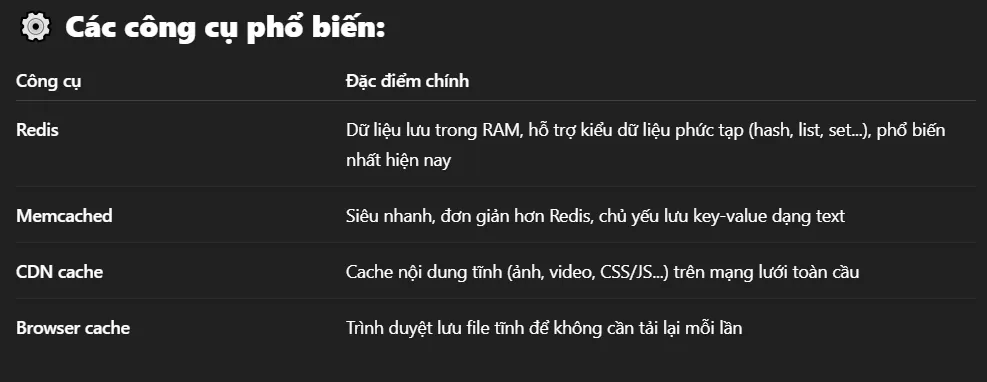 Các công cụ phổ biến:
Công cụ Đặc điểm chính
Redis Dữ liệu lưu trong RAM, hỗ trợ kiểu dữ liệu phức tạp (hash, list, set...), phổ biến
nhất hiện nay
Memcached Siêu nhanh, đơn giản hơn Redis, chủ yếu lưu key-value dạng text
CDN cache Cache nội dung tĩnh (ảnh, video, CSS/JS...) trên mạng lưới toàn cầu
Browser cache Trình duyệt lưu file tĩnh để không cần tải lại mỗi lần